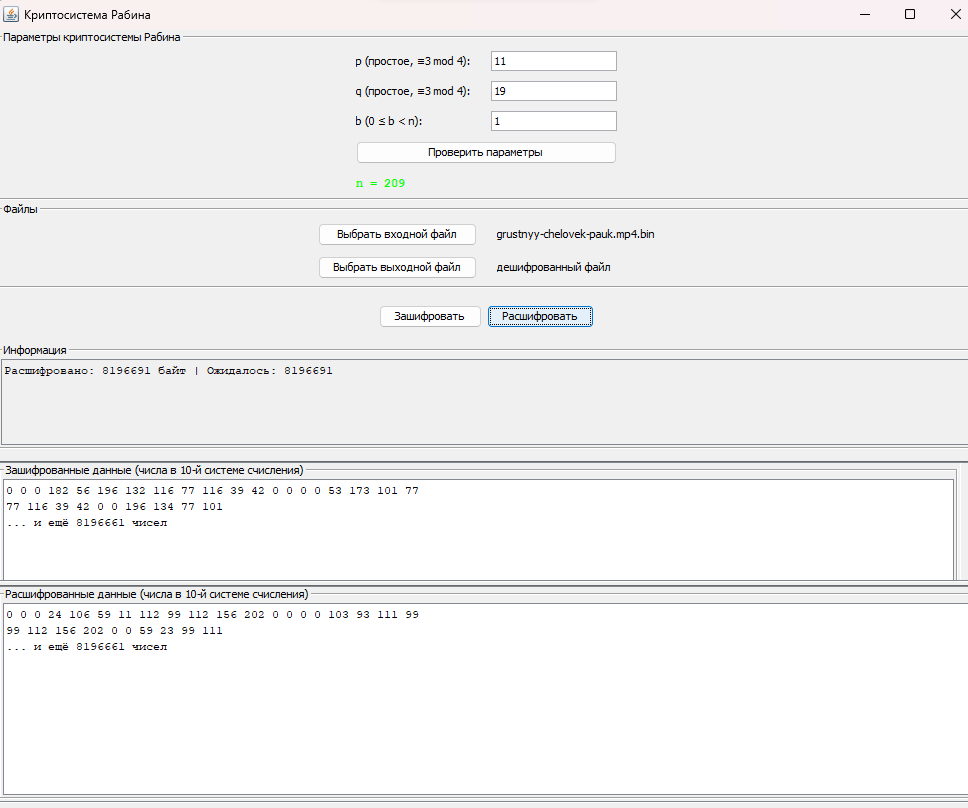 Криптосистема Рабина
Параметры криптосистемы Рабина
p (простое, ≡3 mod 4): 11
q (простое, ≡3 mod 4): 19
b (0 ≤ b < n): 1
Проверить параметры
n = 209
Файлы
Выбрать входной файл grustnyy-chelovek-pauk.mp4.bin
Выбрать выходной файл дешифрованный файл
Зашифровать Расшифровать
Информация
Расшифровано: 8196691 байт | Ожидалось: 8196691
Зашифрованные данные (числа в 10-й системе счисления)
0 0 0 182 56 196 132 116 77 116 39 42 0 0 0 0 53 173 101 77
77 116 39 42 0 0 196 134 77 101
... и ещё 8196661 чисел
Расшифрованные данные (числа в 10-й системе счисления)
0 0 0 24 106 59 11 112 99 112 156 202 0 0 0 0 103 93 111 99
99 112 156 202 0 0 59 23 99 111
... и ещё 8196661 чисел